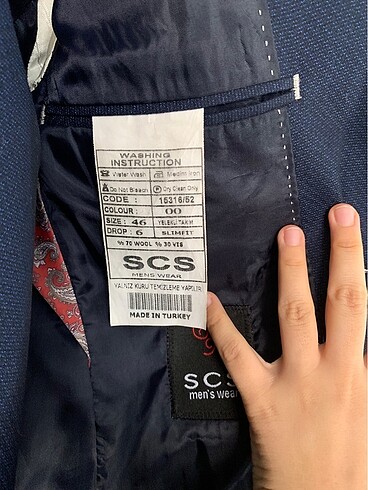 WASHING
INSTRUCTION
Water Wash Medium Iron
Do Not Bleach Dry Clean Only
CODE : 15316/52
COLOUR : 00
SIZE : 46 YELEKLİ TAKIM
DROP : 6 SLIMFIT
% 70 WOOL % 30 VIS
SCS
MENS WEAR
YALNIZ KURU TEMİZLEME YAPILIR
MADE IN TURKEY
SCS
men's wear